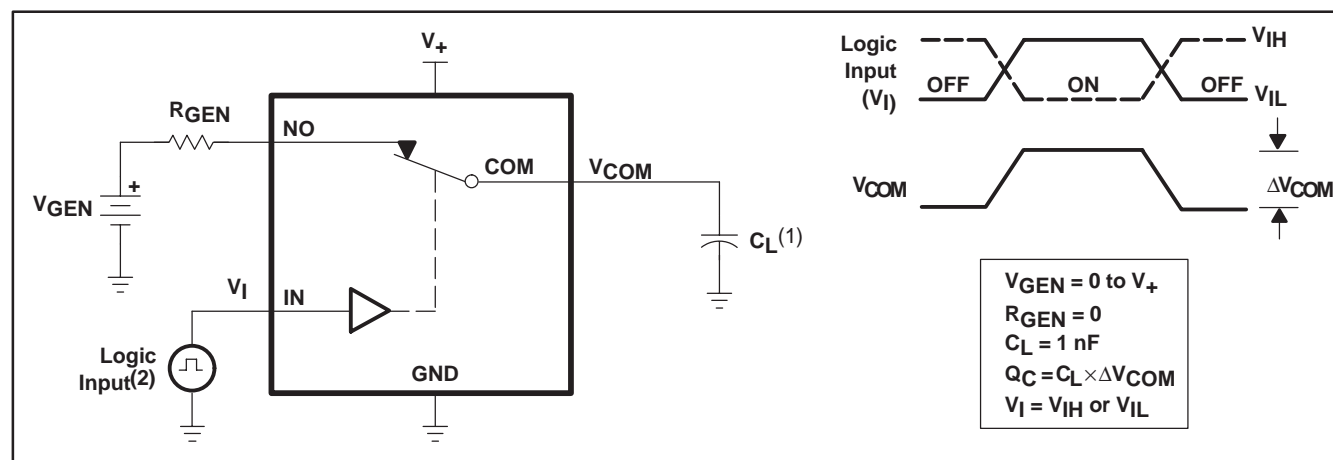 V+
RGEN
NO
COM
VCOM
VGEN
+
CL(1)
VI
IN
Logic
Input(2)
GND
Logic
Input
(VI)
OFF
ON
OFF
VIH
VIL
VCOM
ΔVCOM
VGEN = 0 to V+
RGEN = 0
CL = 1 nF
QC = CL × ΔVCOM
VI = VIH or VIL